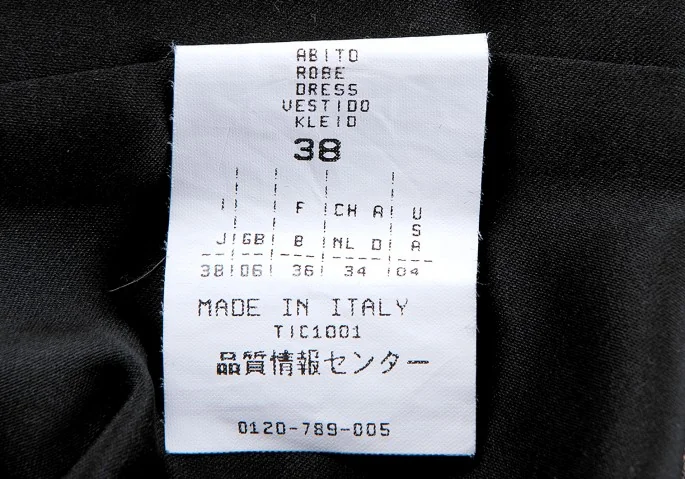 ABITO
ROBE
DRESS
VESTIDO
KLEID
38
I F CH A USA
J GB B NL D
38 06 36 34 04
MADE IN ITALY
TIC1001
品質情報センター
0120-789-005